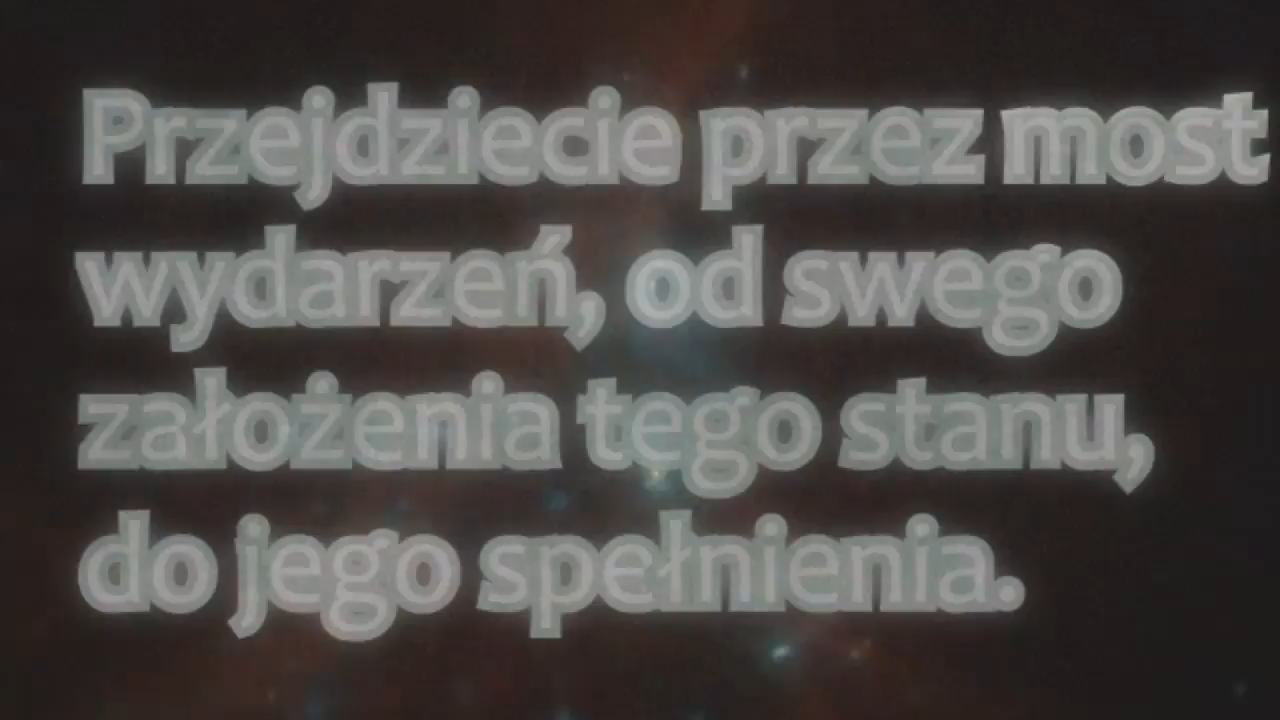 Przejdziecie przez most
wydarzeń, od swego
założenia tego stanu,
do jego spełnienia.